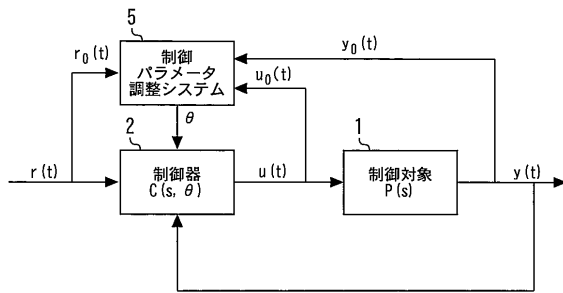 5
制御
パラメータ
調整システム
r₀(t)
y₀(t)
u₀(t)
θ
2
1
r(t)
制御器
C(s, θ)
u(t)
制御対象
P(s)
y(t)